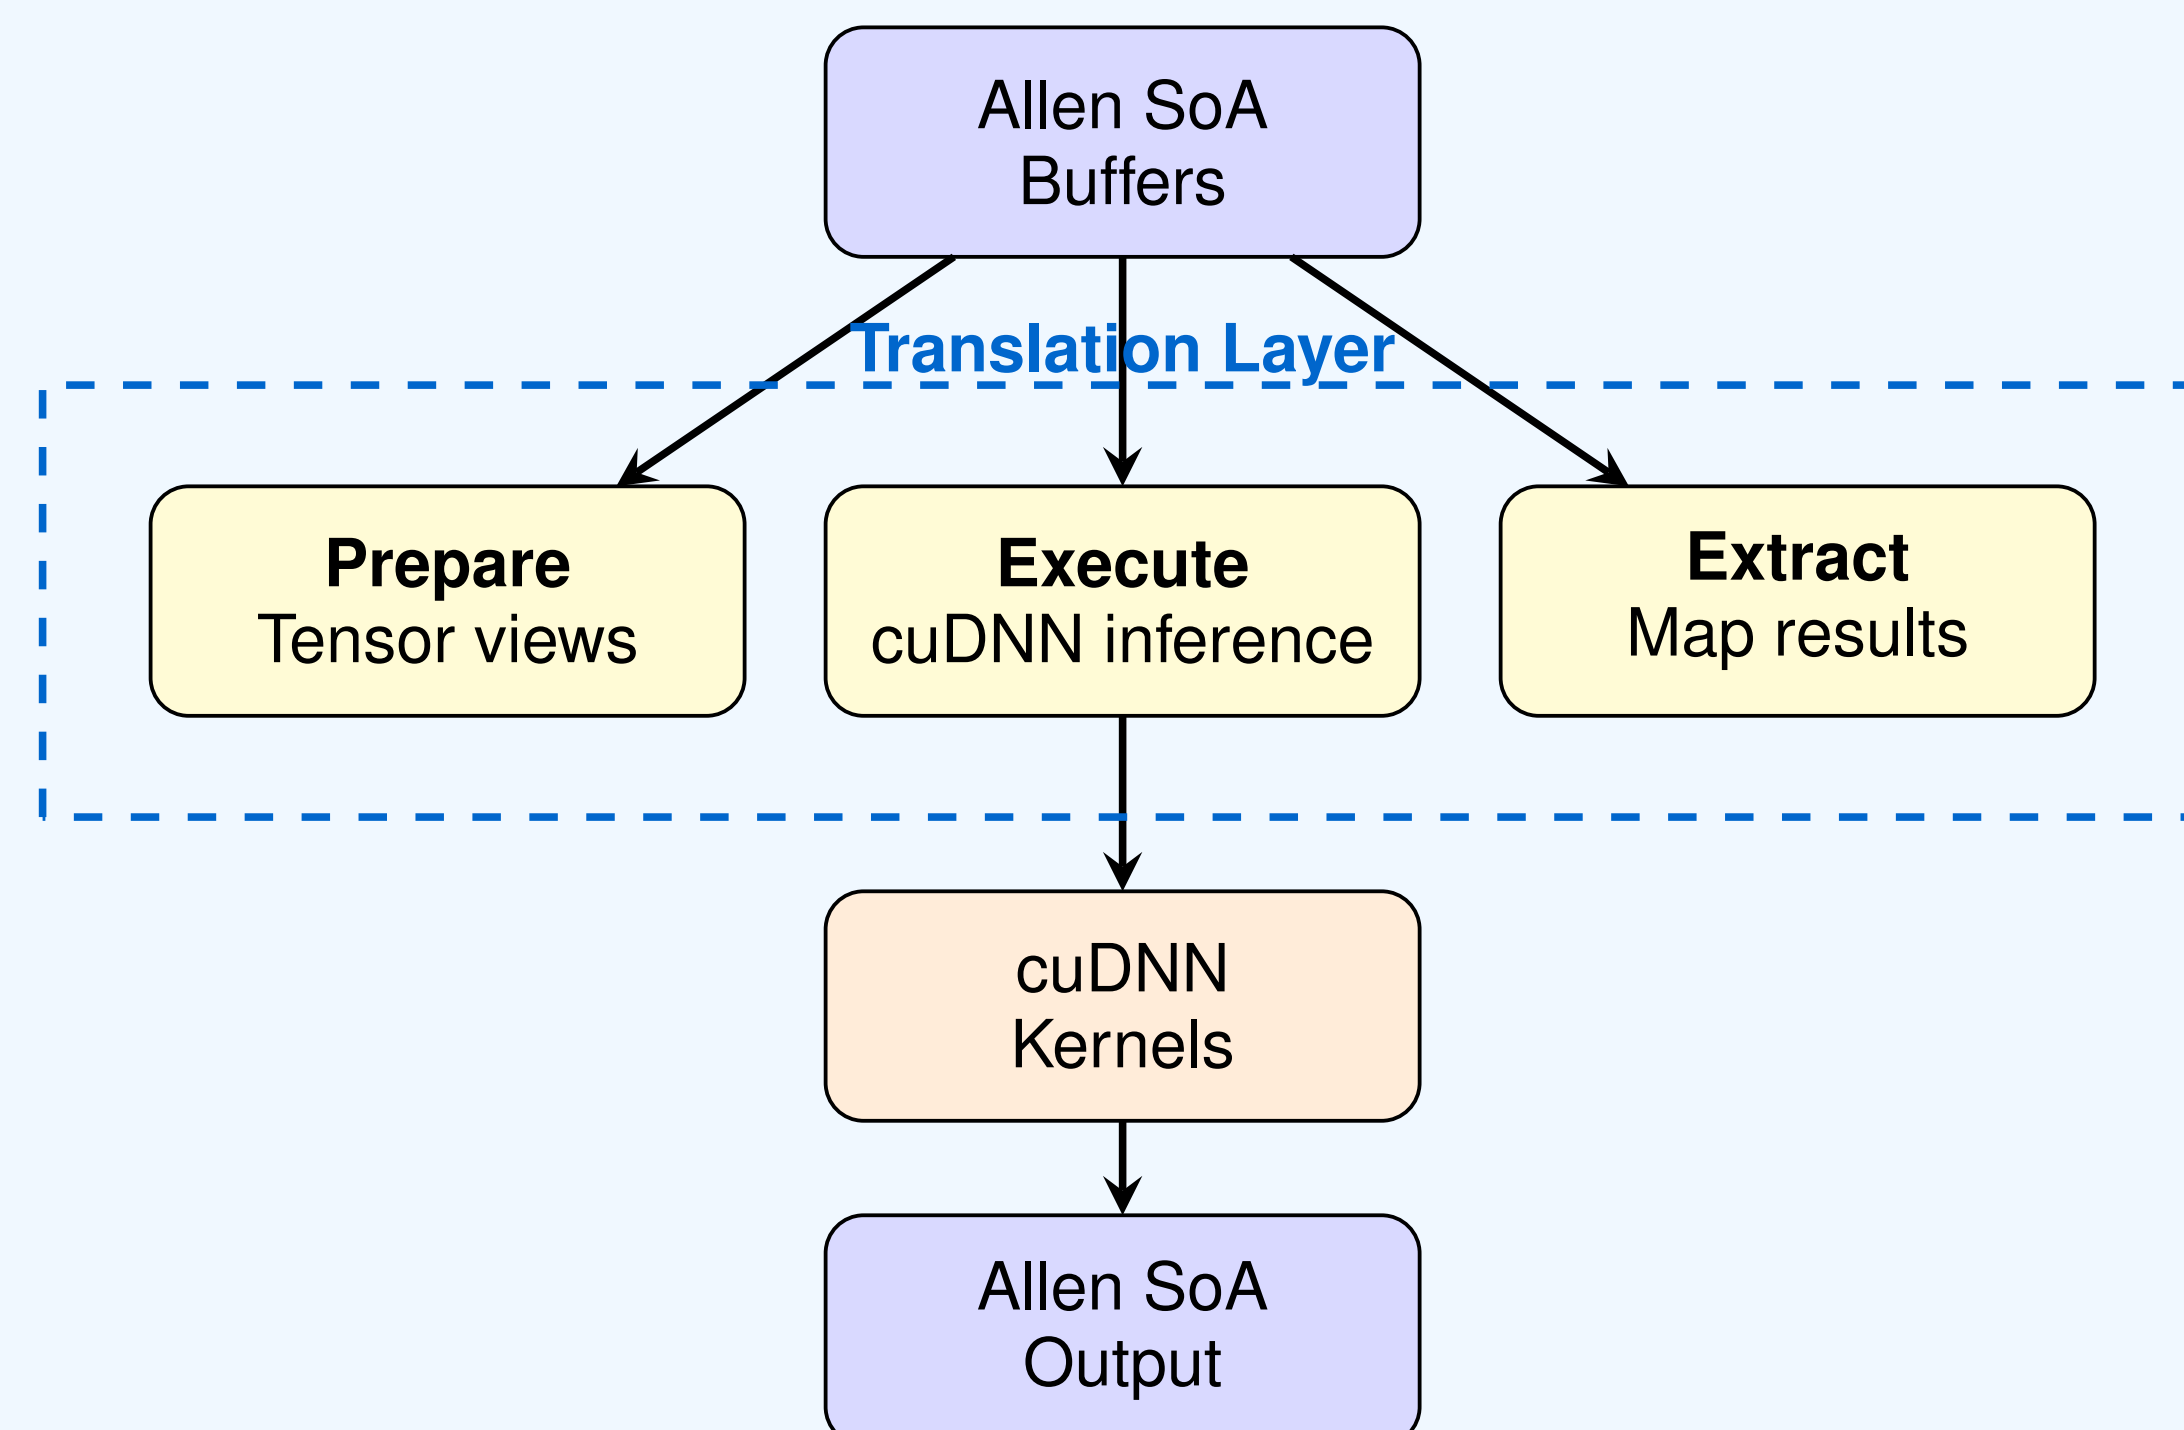 Allen SoA
Buffers
Translation Layer
Prepare
Tensor views
Execute
cuDNN inference
Extract
Map results
cuDNN
Kernels
Allen SoA
Output